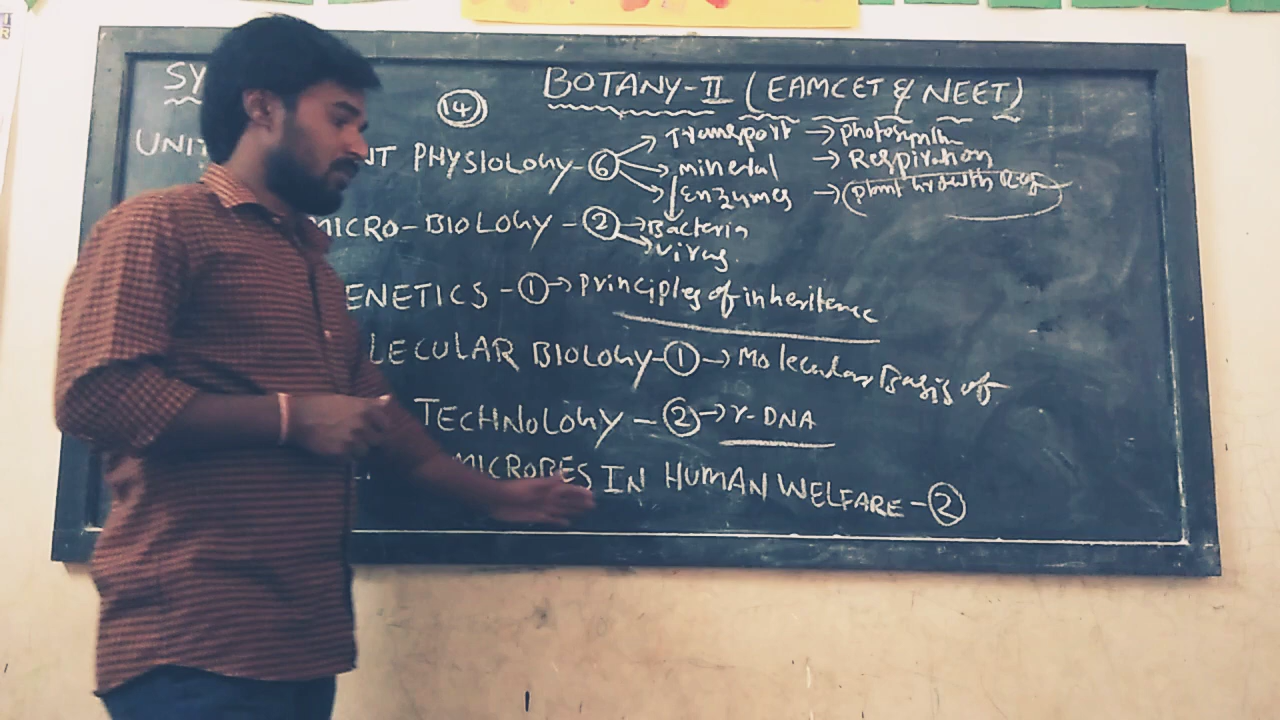 SY
BOTANY-II (EAMCET & NEET)
14
UNIT
Transport → photosynth
NT PHYSIOLOGY-6 → mineral → Respiration
Enzymes → plant growth Reg
MICRO-BIOLOGY - 2 → Bacteria
→ virus
ENETICS - 1 → principles of inheritence
LECULAR BIOLOGY-1 → Molecular Basis of
TECHNOLOGY - 2 → r-DNA
MICROBES IN HUMAN WELFARE - 2